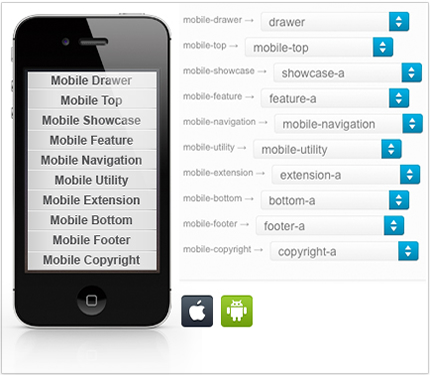 Mobile Drawer
Mobile Top
Mobile Showcase
Mobile Feature
Mobile Navigation
Mobile Utility
Mobile Extension
Mobile Bottom
Mobile Footer
Mobile Copyright
mobile-drawer → drawer
mobile-top → mobile-top
mobile-showcase → showcase-a
mobile-feature → feature-a
mobile-navigation → mobile-navigation
mobile-utility → mobile-utility
mobile-extension → extension-a
mobile-bottom → bottom-a
mobile-footer → footer-a
mobile-copyright → copyright-a